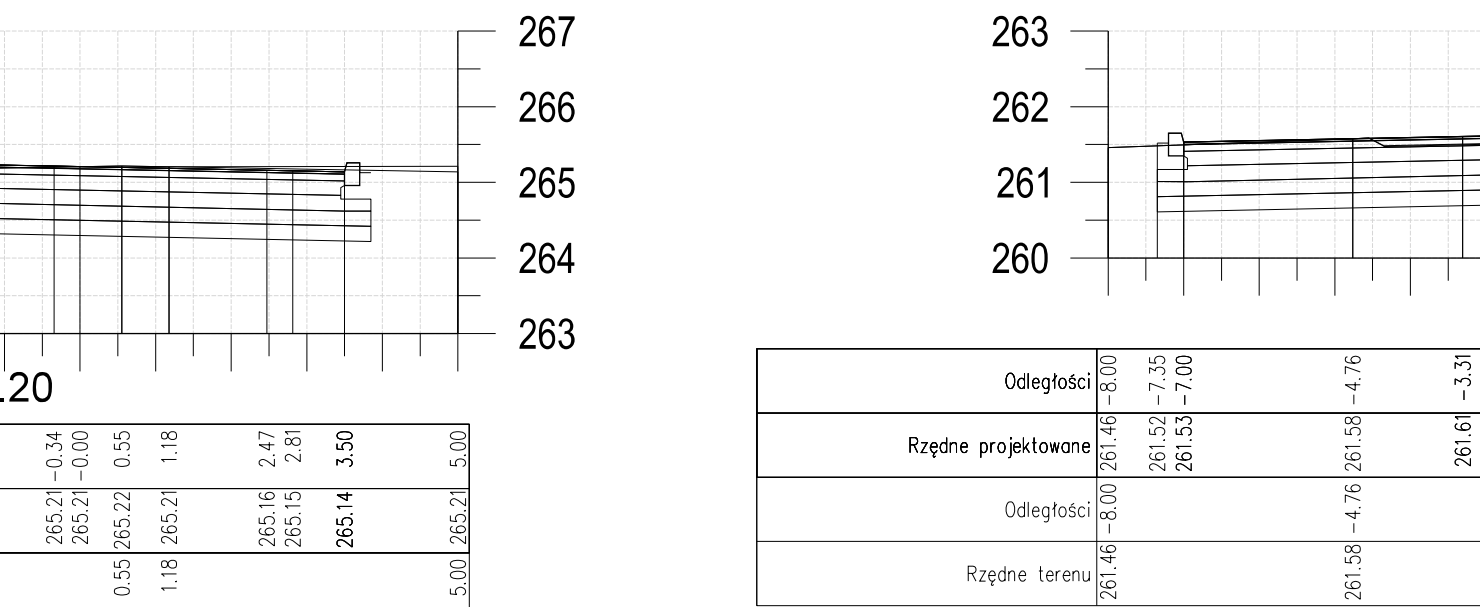 267
266
265
264
263
.20
-0.34 -0.00 0.55 1.18 2.47 2.81 3.50 5.00
265.21 265.21 265.22 265.21 265.16 265.15 265.14 265.21
0.55 1.18 5.00
263
262
261
260
Odległości -8.00 -7.35 -7.00 -4.76 -3.31
Rzędne projektowane 261.46 261.52 261.53 261.58 261.61
Odległości -8.00 -4.76
Rzędne terenu 261.46 261.58